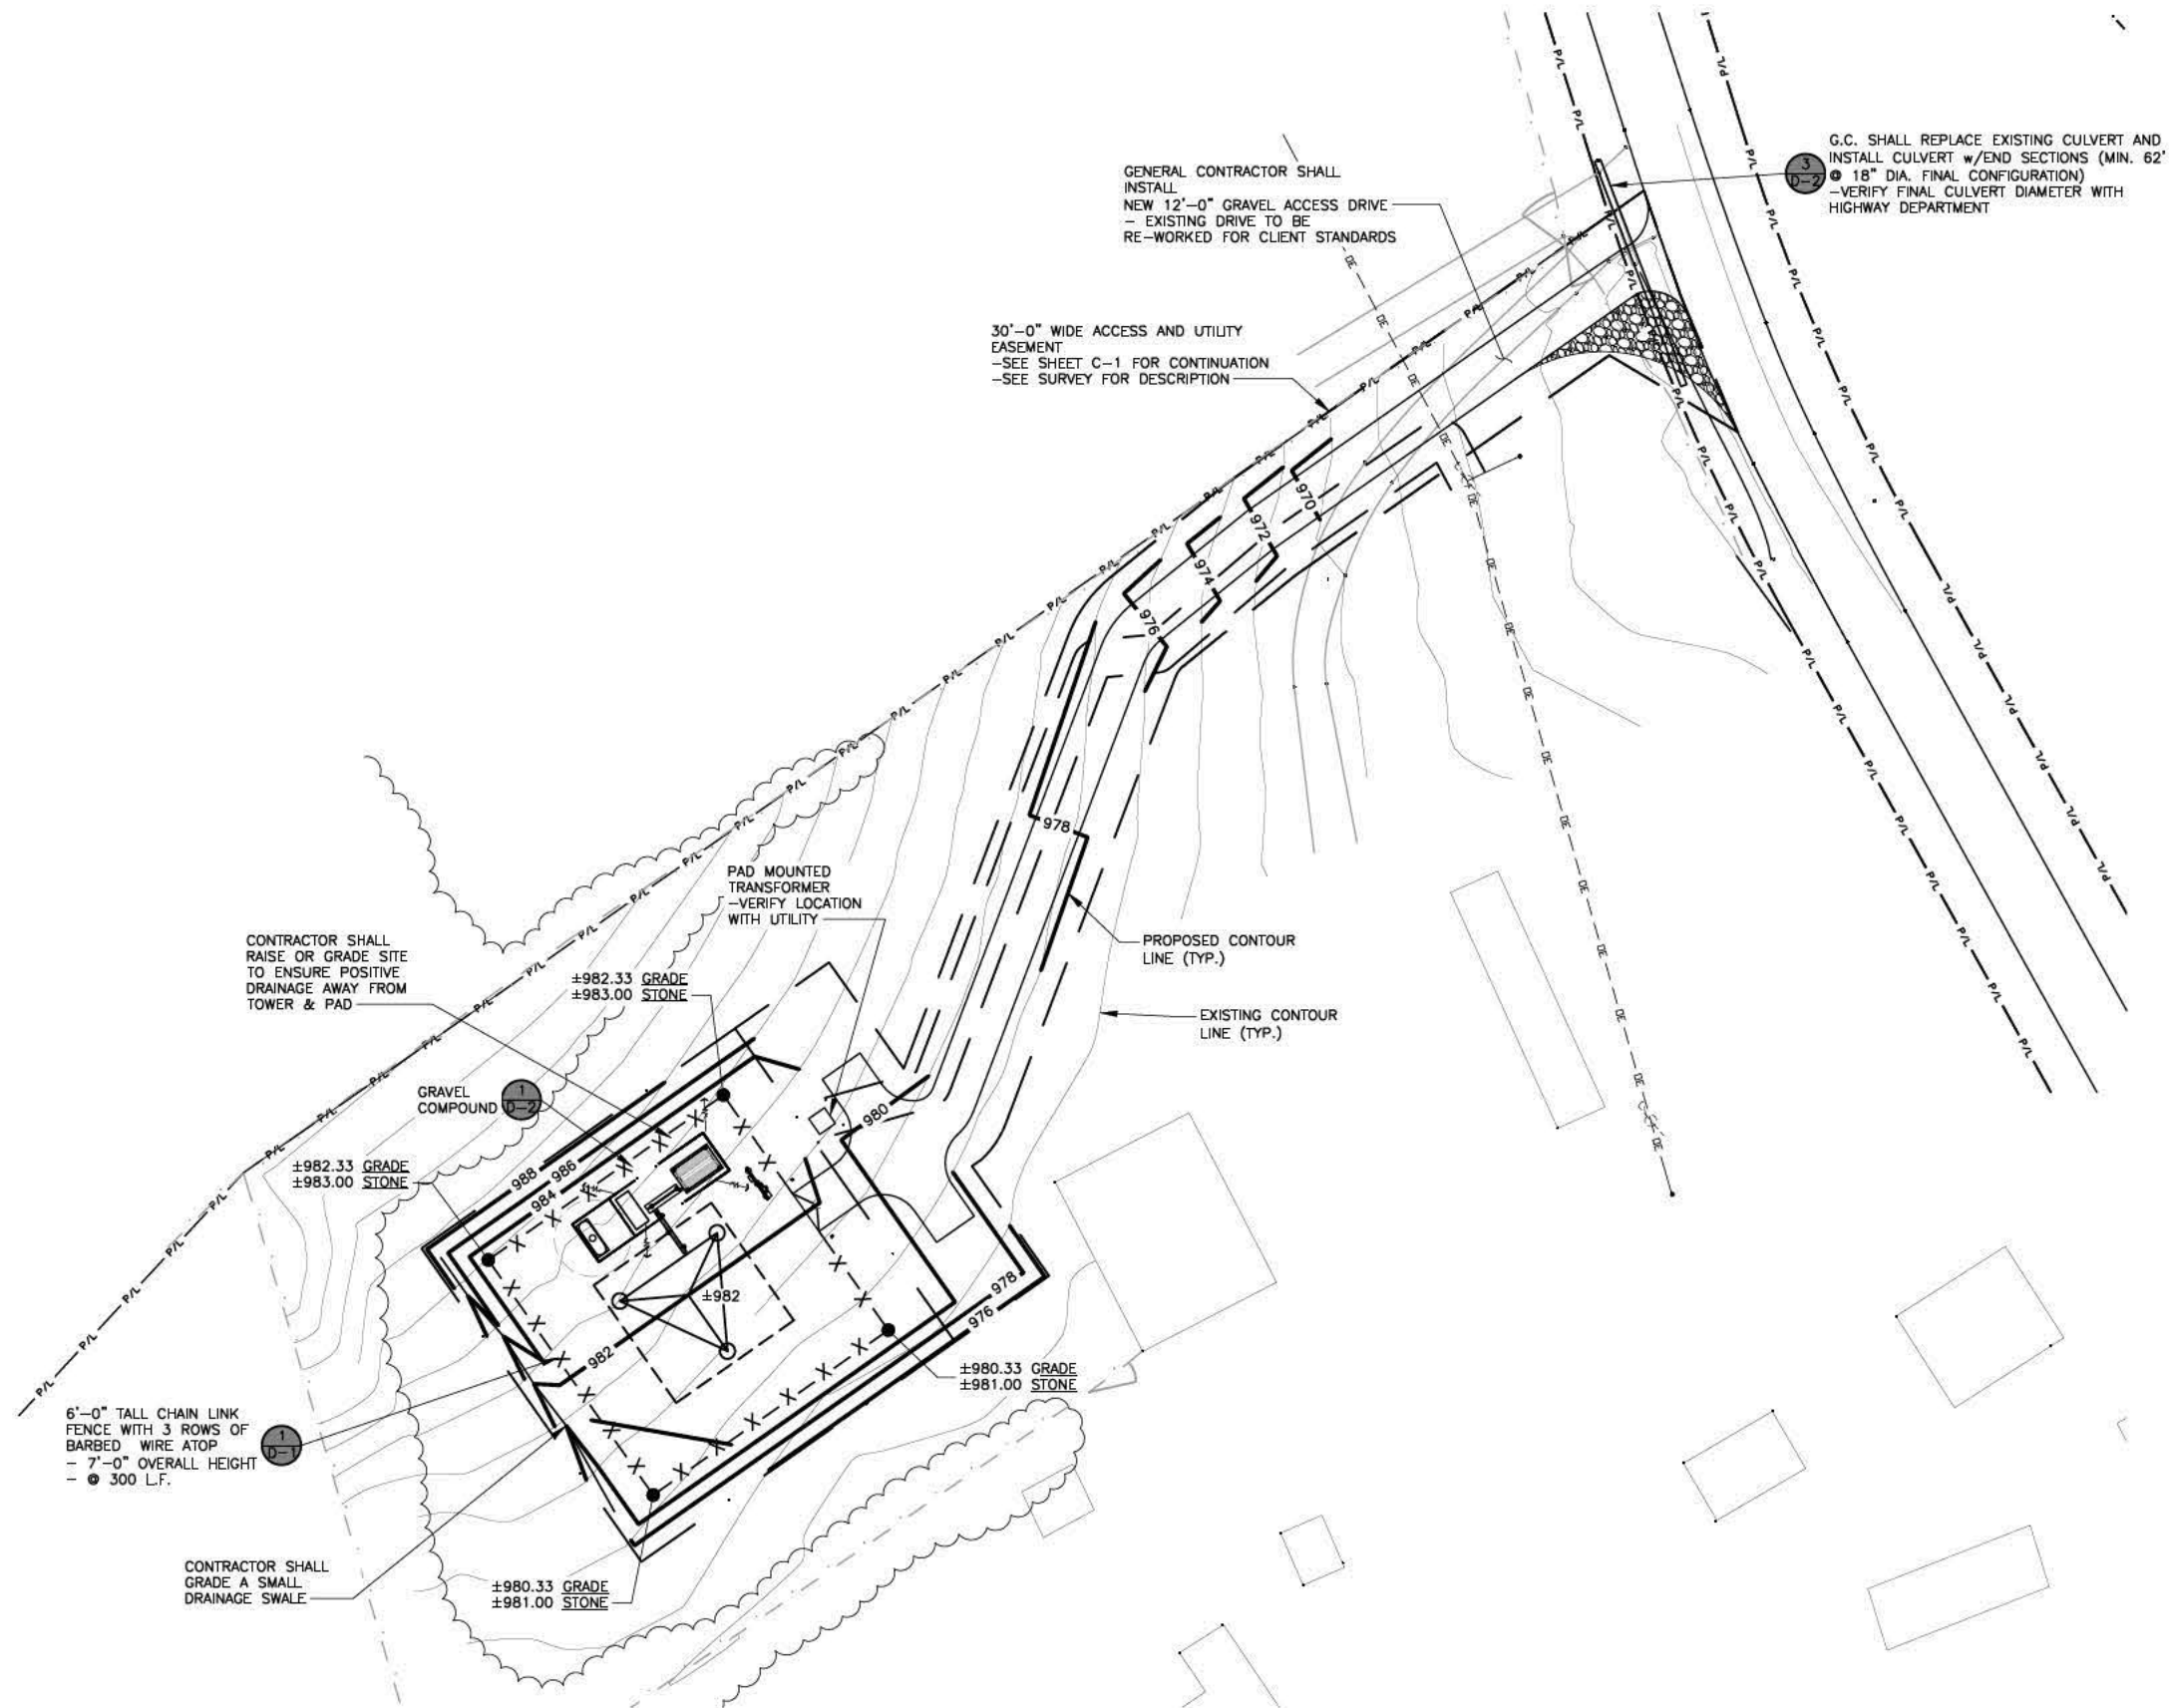 G.C. SHALL REPLACE EXISTING CULVERT AND
INSTALL CULVERT w/END SECTIONS (MIN. 62'
@ 18" DIA. FINAL CONFIGURATION)
-VERIFY FINAL CULVERT DIAMETER WITH
HIGHWAY DEPARTMENT
3
D-2
GENERAL CONTRACTOR SHALL
INSTALL
NEW 12'-0" GRAVEL ACCESS DRIVE
- EXISTING DRIVE TO BE
RE-WORKED FOR CLIENT STANDARDS
30'-0" WIDE ACCESS AND UTILITY
EASEMENT
-SEE SHEET C-1 FOR CONTINUATION
-SEE SURVEY FOR DESCRIPTION
P/L
OE
970
972
974
976
978
PAD MOUNTED
TRANSFORMER
-VERIFY LOCATION
WITH UTILITY
CONTRACTOR SHALL
RAISE OR GRADE SITE
TO ENSURE POSITIVE
DRAINAGE AWAY FROM
TOWER & PAD
PROPOSED CONTOUR
LINE (TYP.)
±982.33 GRADE
±983.00 STONE
EXISTING CONTOUR
LINE (TYP.)
GRAVEL
COMPOUND
1
D-2
980
±982.33 GRADE
±983.00 STONE
988
986
984
±982
982
978
976
±980.33 GRADE
±981.00 STONE
6'-0" TALL CHAIN LINK
FENCE WITH 3 ROWS OF
BARBED WIRE ATOP
- 7'-0" OVERALL HEIGHT
- @ 300 L.F.
1
D-1
CONTRACTOR SHALL
GRADE A SMALL
DRAINAGE SWALE
±980.33 GRADE
±981.00 STONE